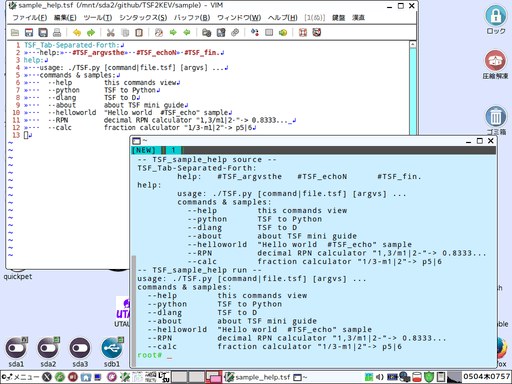 sample_help.tsf (/mnt/sda2/github/TSF2KEV/sample) - VIM
ファイル(F) 編集(E) ツール(T) シンタックス(S) バッファ(B) ウィンドウ(W) ヘルプ(H) 鍵盤 漢直
1 TSF_Tab-Separated-Forth:↲
2 »···help:»··#TSF_argvsthe»··#TSF_echoN»··#TSF_fin.↲
3 help:↲
4 »···usage: ./TSF.py [command|file.tsf] [argvs] ...↲
5 »···commands & samples:↲
6 »··· --help this commands view↲
7 »··· --python TSF to Python↲
8 »··· --dlang TSF to D↲
9 »··· --about about TSF mini guide↲
10 »··· --helloworld "Hello world #TSF_echo" sample↲
11 »··· --RPN decimal RPN calculator "1,3/m1|2-"-> 0.8333..._↲
12 »··· --calc fraction calculator "1/3-m1|2"-> p5|6↲
13 ↲
~
~
~
~
~
~
~
~
~
~
~
~
~
ロック
圧縮解凍
ゴミ箱
~
[NEW] 1
-- TSF_sample_help source --
TSF_Tab-Separated-Forth:
help: #TSF_argvsthe #TSF_echoN #TSF_fin.
help:
usage: ./TSF.py [command|file.tsf] [argvs] ...
commands & samples:
--help this commands view
--python TSF to Python
--dlang TSF to D
--about about TSF mini guide
--helloworld "Hello world #TSF_echo" sample
--RPN decimal RPN calculator "1,3/m1|2-"-> 0.8333...
--calc fraction calculator "1/3-m1|2"-> p5|6
-- TSF_sample_help run --
usage: ./TSF.py [command|file.tsf] [argvs] ...
commands & samples:
--help this commands view
--python TSF to Python
--dlang TSF to D
--about about TSF mini guide
--helloworld "Hello world #TSF_echo" sample
--RPN decimal RPN calculator "1,3/m1|2-"-> 0.8333...
--calc fraction calculator "1/3-m1|2"-> p5|6
root# _
quickpet
UTAU
sda1
sda2
sda3
sdb1
メニュー
sample_help.tsf
~
0504木0757